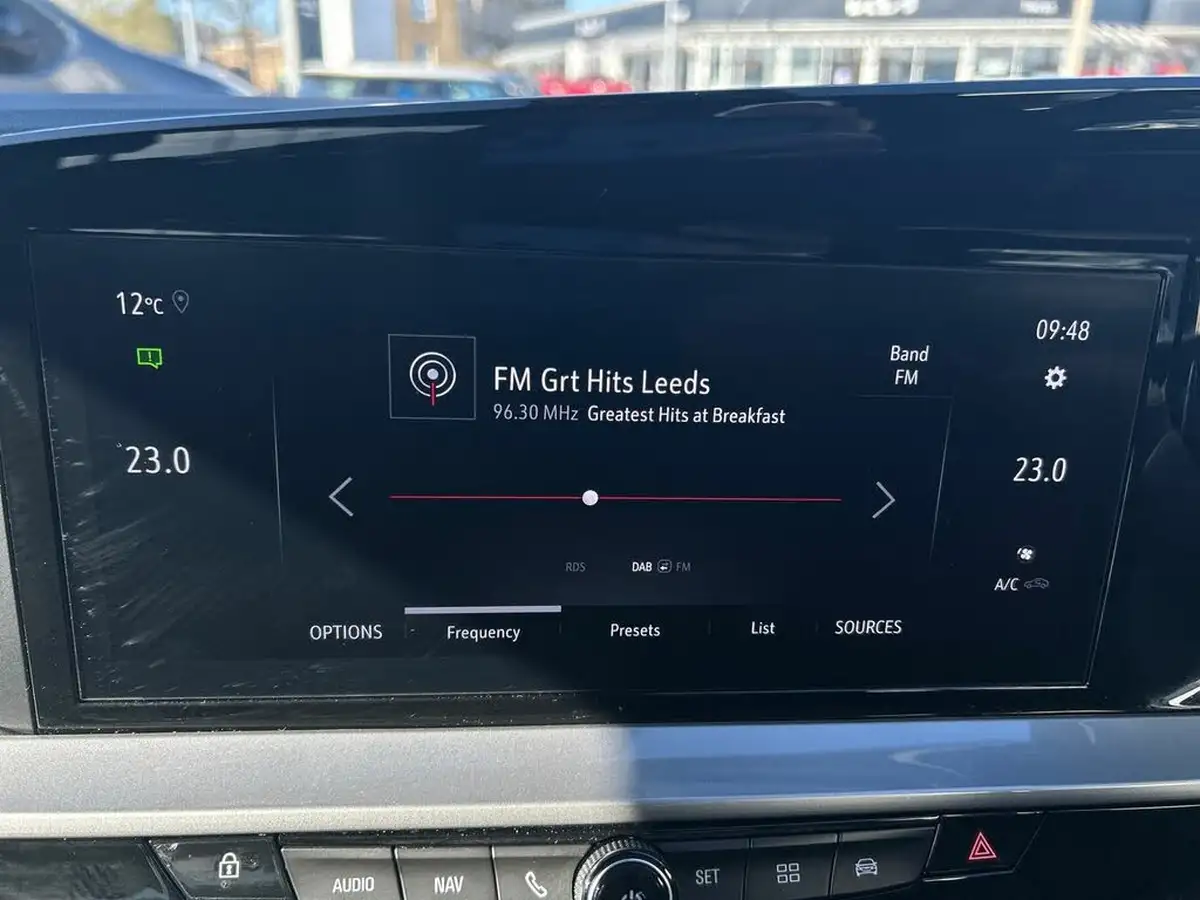 12°C
09:48
FM Grt Hits Leeds
96.30 MHz Greatest Hits at Breakfast
Band
FM
23.0
23.0
RDS
DAB FM
A/C
OPTIONS
Frequency
Presets
List
SOURCES
AUDIO
NAV
SET